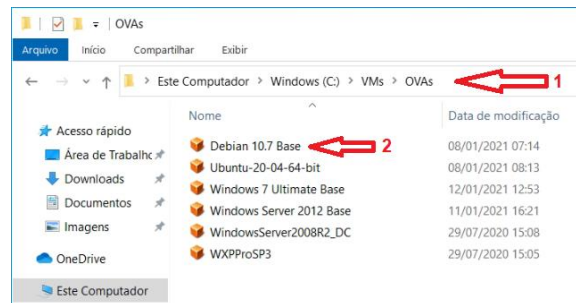 OVAs
Arquivo Início Compartilhar Exibir
Este Computador > Windows (C:) > VMs > OVAs 1
Nome Data de modificação
Acesso rápido
Área de Trabalhc
Downloads
Documentos
Imagens
OneDrive
Este Computador
Debian 10.7 Base 2 08/01/2021 07:14
Ubuntu-20-04-64-bit 08/01/2021 08:13
Windows 7 Ultimate Base 12/01/2021 12:53
Windows Server 2012 Base 11/01/2021 16:21
WindowsServer2008R2_DC 29/07/2020 15:08
WXPProSP3 29/07/2020 15:05